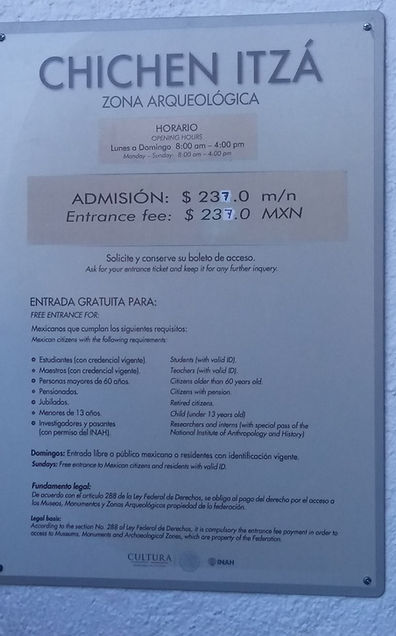 CHICHEN ITZÁ
ZONA ARQUEOLÓGICA
HORARIO
OPENING HOURS
Lunes a Domingo 8:00 am – 4:00 pm
Monday – Sunday: 8:00 am – 4:00 pm
ADMISIÓN: $ 237.0 m/n
Entrance fee: $ 237.0 MXN
Solicite y conserve su boleto de acceso.
Ask for your entrance ticket and keep it for any further inquery.
ENTRADA GRATUITA PARA:
FREE ENTRANCE FOR:
Mexicanos que cumplan los siguientes requisitos:
Mexican citizens with the following requirements:
Estudiantes (con credencial vigente). Students (with valid ID).
Maestros (con credencial vigente). Teachers (with valid ID).
Personas mayores de 60 años. Citizens older than 60 years old.
Pensionados. Citizens with pension.
Jubilados. Retired citizens.
Menores de 13 años. Child (under 13 years old)
Investigadores y pasantes Researchers and interns (with special pass of the
(con permiso del INAH). National Institute of Anthropology and History)
Domingos: Entrada libre a público mexicano o residentes con identificación vigente.
Sundays: Free entrance to Mexican citizens and residents with valid ID.
Fundamento legal:
De acuerdo con el artículo 288 de la Ley Federal de Derechos, se obliga al pago del derecho por el acceso a
los Museos, Monumentos y Zonas Arqueológicos propiedad de la federación.
Legal basis:
According to the section No. 288 of Ley Federal de Derechos, it is compulsory the entrance fee payment in order to
access to Museums, Monuments and Archaeological Zones, which are property of the Federation.
CULTURA
INAH